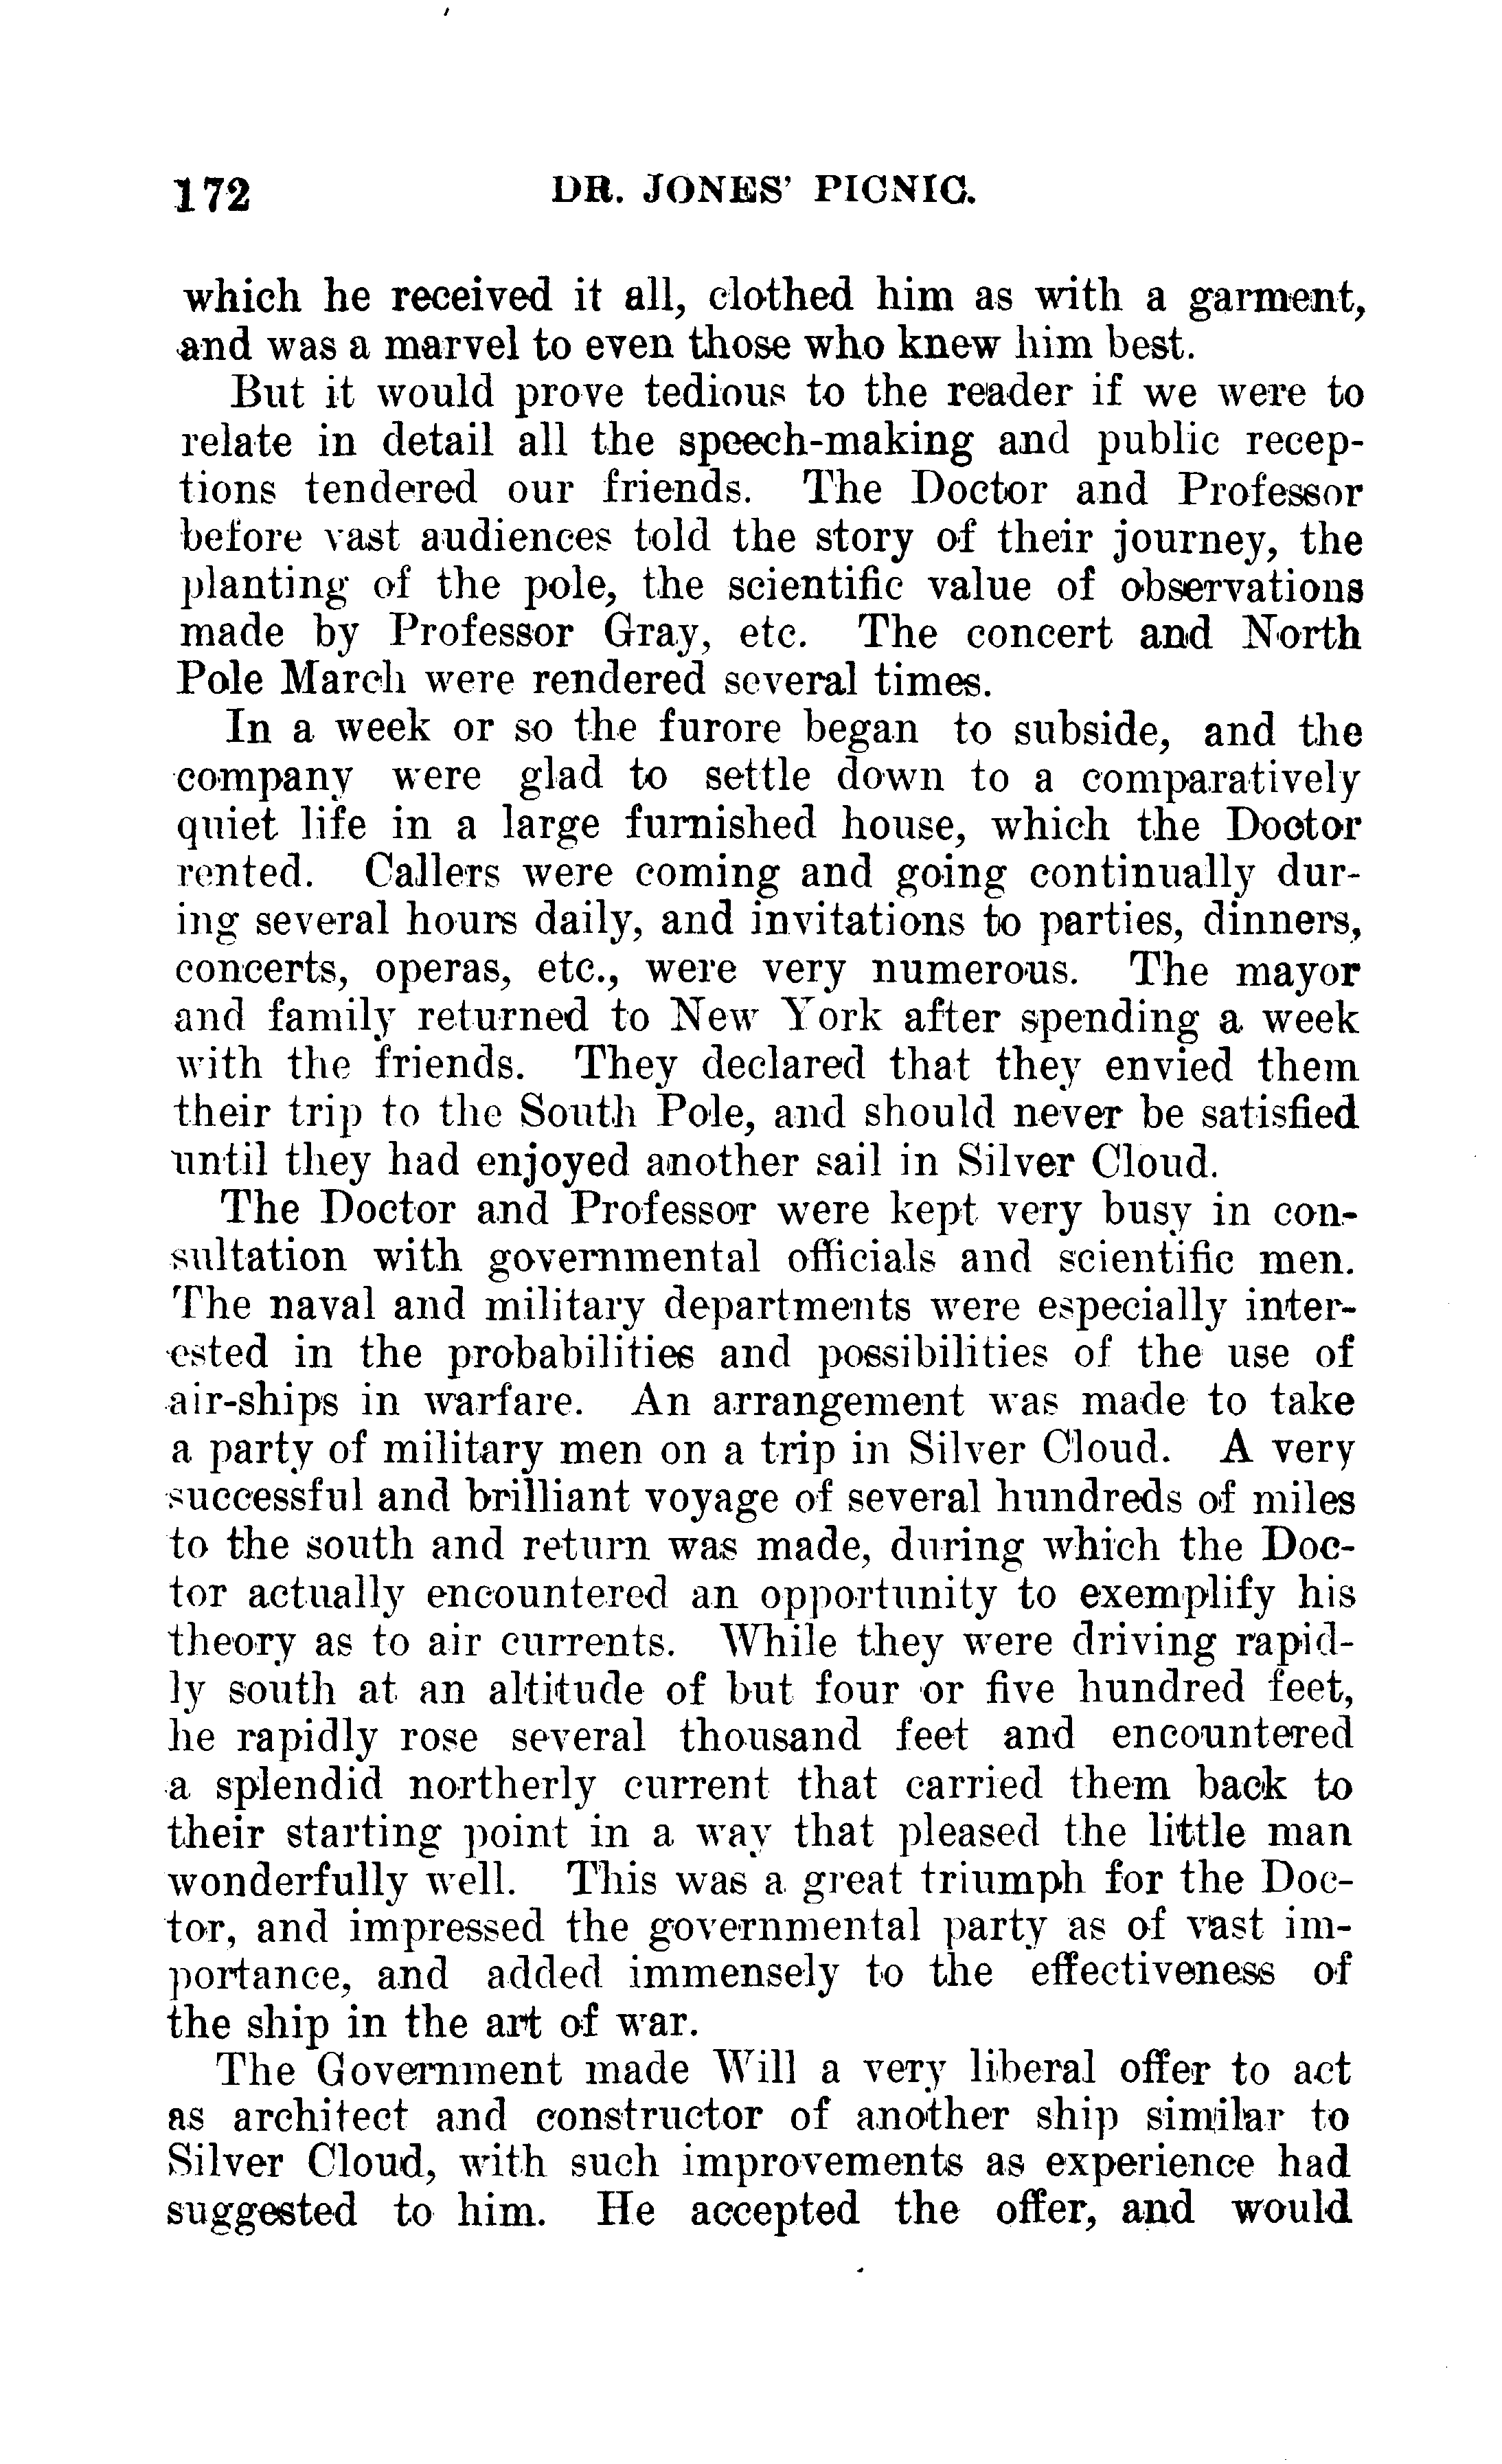 172 DR. JONES' PICNIC.
which he received it all, clothed him as with a garment,
and was a marvel to even those who knew him best.
But it would prove tedious to the reader if we were to
relate in detail all the speech-making and public recep-
tions tendered our friends. The Doctor and Professor
before vast audiences told the story of their journey, the
planting of the pole, the scientific value of observations
made by Professor Gray, etc. The concert and North
Pole March were rendered several times.
In a week or so the furore began to subside, and the
company were glad to settle down to a comparatively
quiet life in a large furnished house, which the Doctor
rented. Callers were coming and going continually dur-
ing several hours daily, and invitations to parties, dinners,
concerts, operas, etc., were very numerous. The mayor
and family returned to New York after spending a week
with the friends. They declared that they envied them
their trip to the South Pole, and should never be satisfied
until they had enjoyed another sail in Silver Cloud.
The Doctor and Professor were kept very busy in con-
sultation with governmental officials and scientific men.
The naval and military departments were especially inter-
ested in the probabilities and possibilities of the use of
air-ships in warfare. An arrangement was made to take
a party of military men on a trip in Silver Cloud. A very
successful and brilliant voyage of several hundreds of miles
to the south and return was made, during which the Doc-
tor actually encountered an opportunity to exemplify his
theory as to air currents. While they were driving rapid-
ly south at an altitude of but four or five hundred feet,
he rapidly rose several thousand feet and encountered
a splendid northerly current that carried them back to
their starting point in a way that pleased the little man
wonderfully well. This was a great triumph for the Doc-
tor, and impressed the governmental party as of vast im-
portance, and added immensely to the effectiveness of
the ship in the art of war.
The Government made Will a very liberal offer to act
as architect and constructor of another ship similar to
Silver Cloud, with such improvements as experience had
suggested to him. He accepted the offer, and would